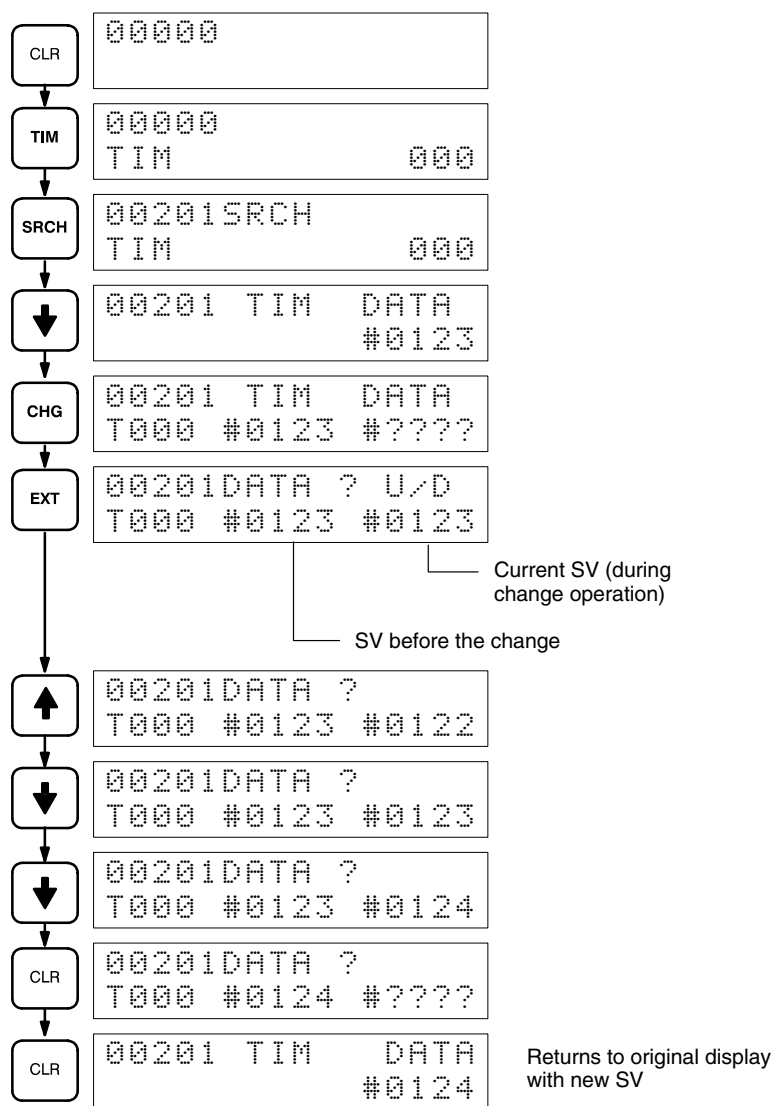 CLR
00000
TIM
00000
TIM 000
SRCH
00201SRCH
TIM 000
00201 TIM DATA
#0123
CHG
00201 TIM DATA
T000 #0123 #????
EXT
00201DATA ? U/D
T000 #0123 #0123
Current SV (during
change operation)
SV before the change
00201DATA ?
T000 #0123 #0122
00201DATA ?
T000 #0123 #0123
00201DATA ?
T000 #0123 #0124
CLR
00201DATA ?
T000 #0124 #????
CLR
00201 TIM DATA
#0124
Returns to original display
with new SV